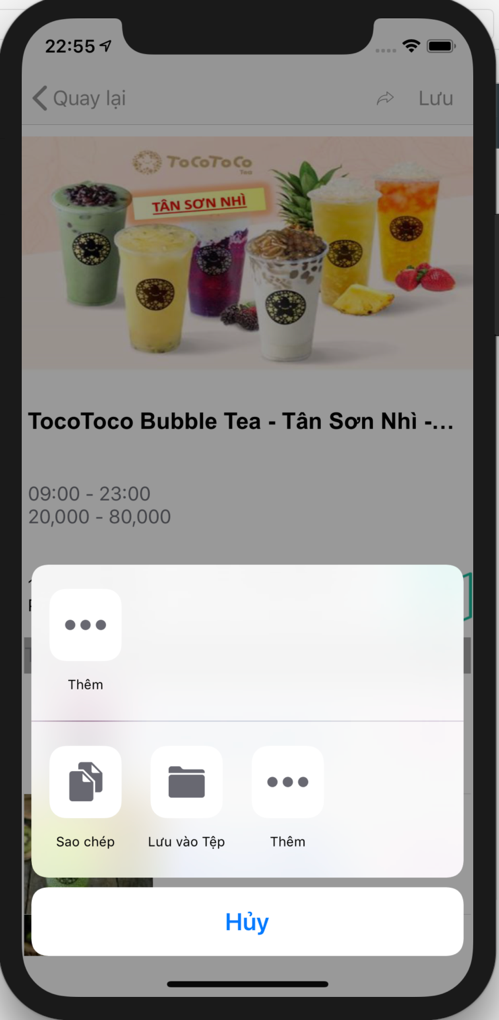 22:55
Quay lại
Lưu
ToCoToCo
Tea
TÂN SƠN NHÌ
TocoToco Bubble Tea - Tân Sơn Nhì -...
09:00 - 23:00
20,000 - 80,000
Thêm
Sao chép
Lưu vào Tệp
Thêm
Hủy